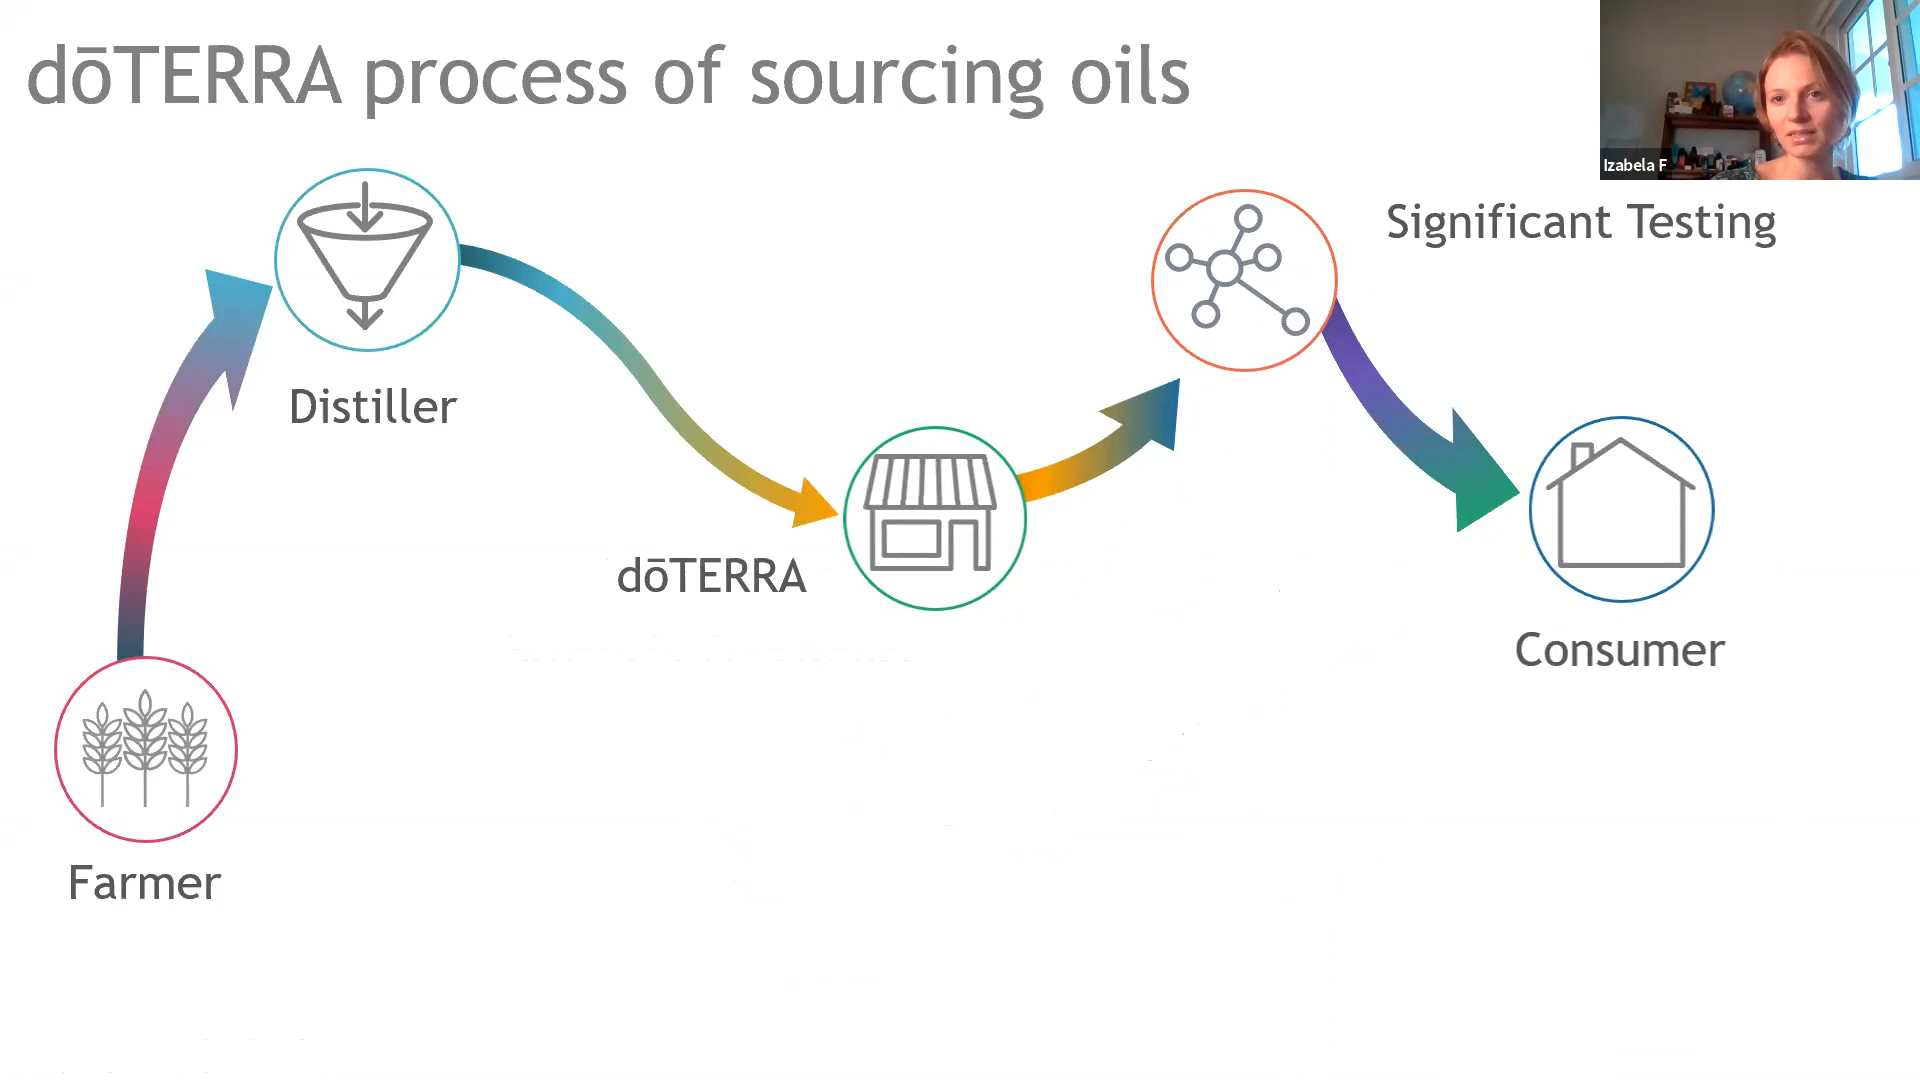 dōTERRA process of sourcing oils
Izabela F
Significant Testing
Distiller
dōTERRA
Consumer
Farmer